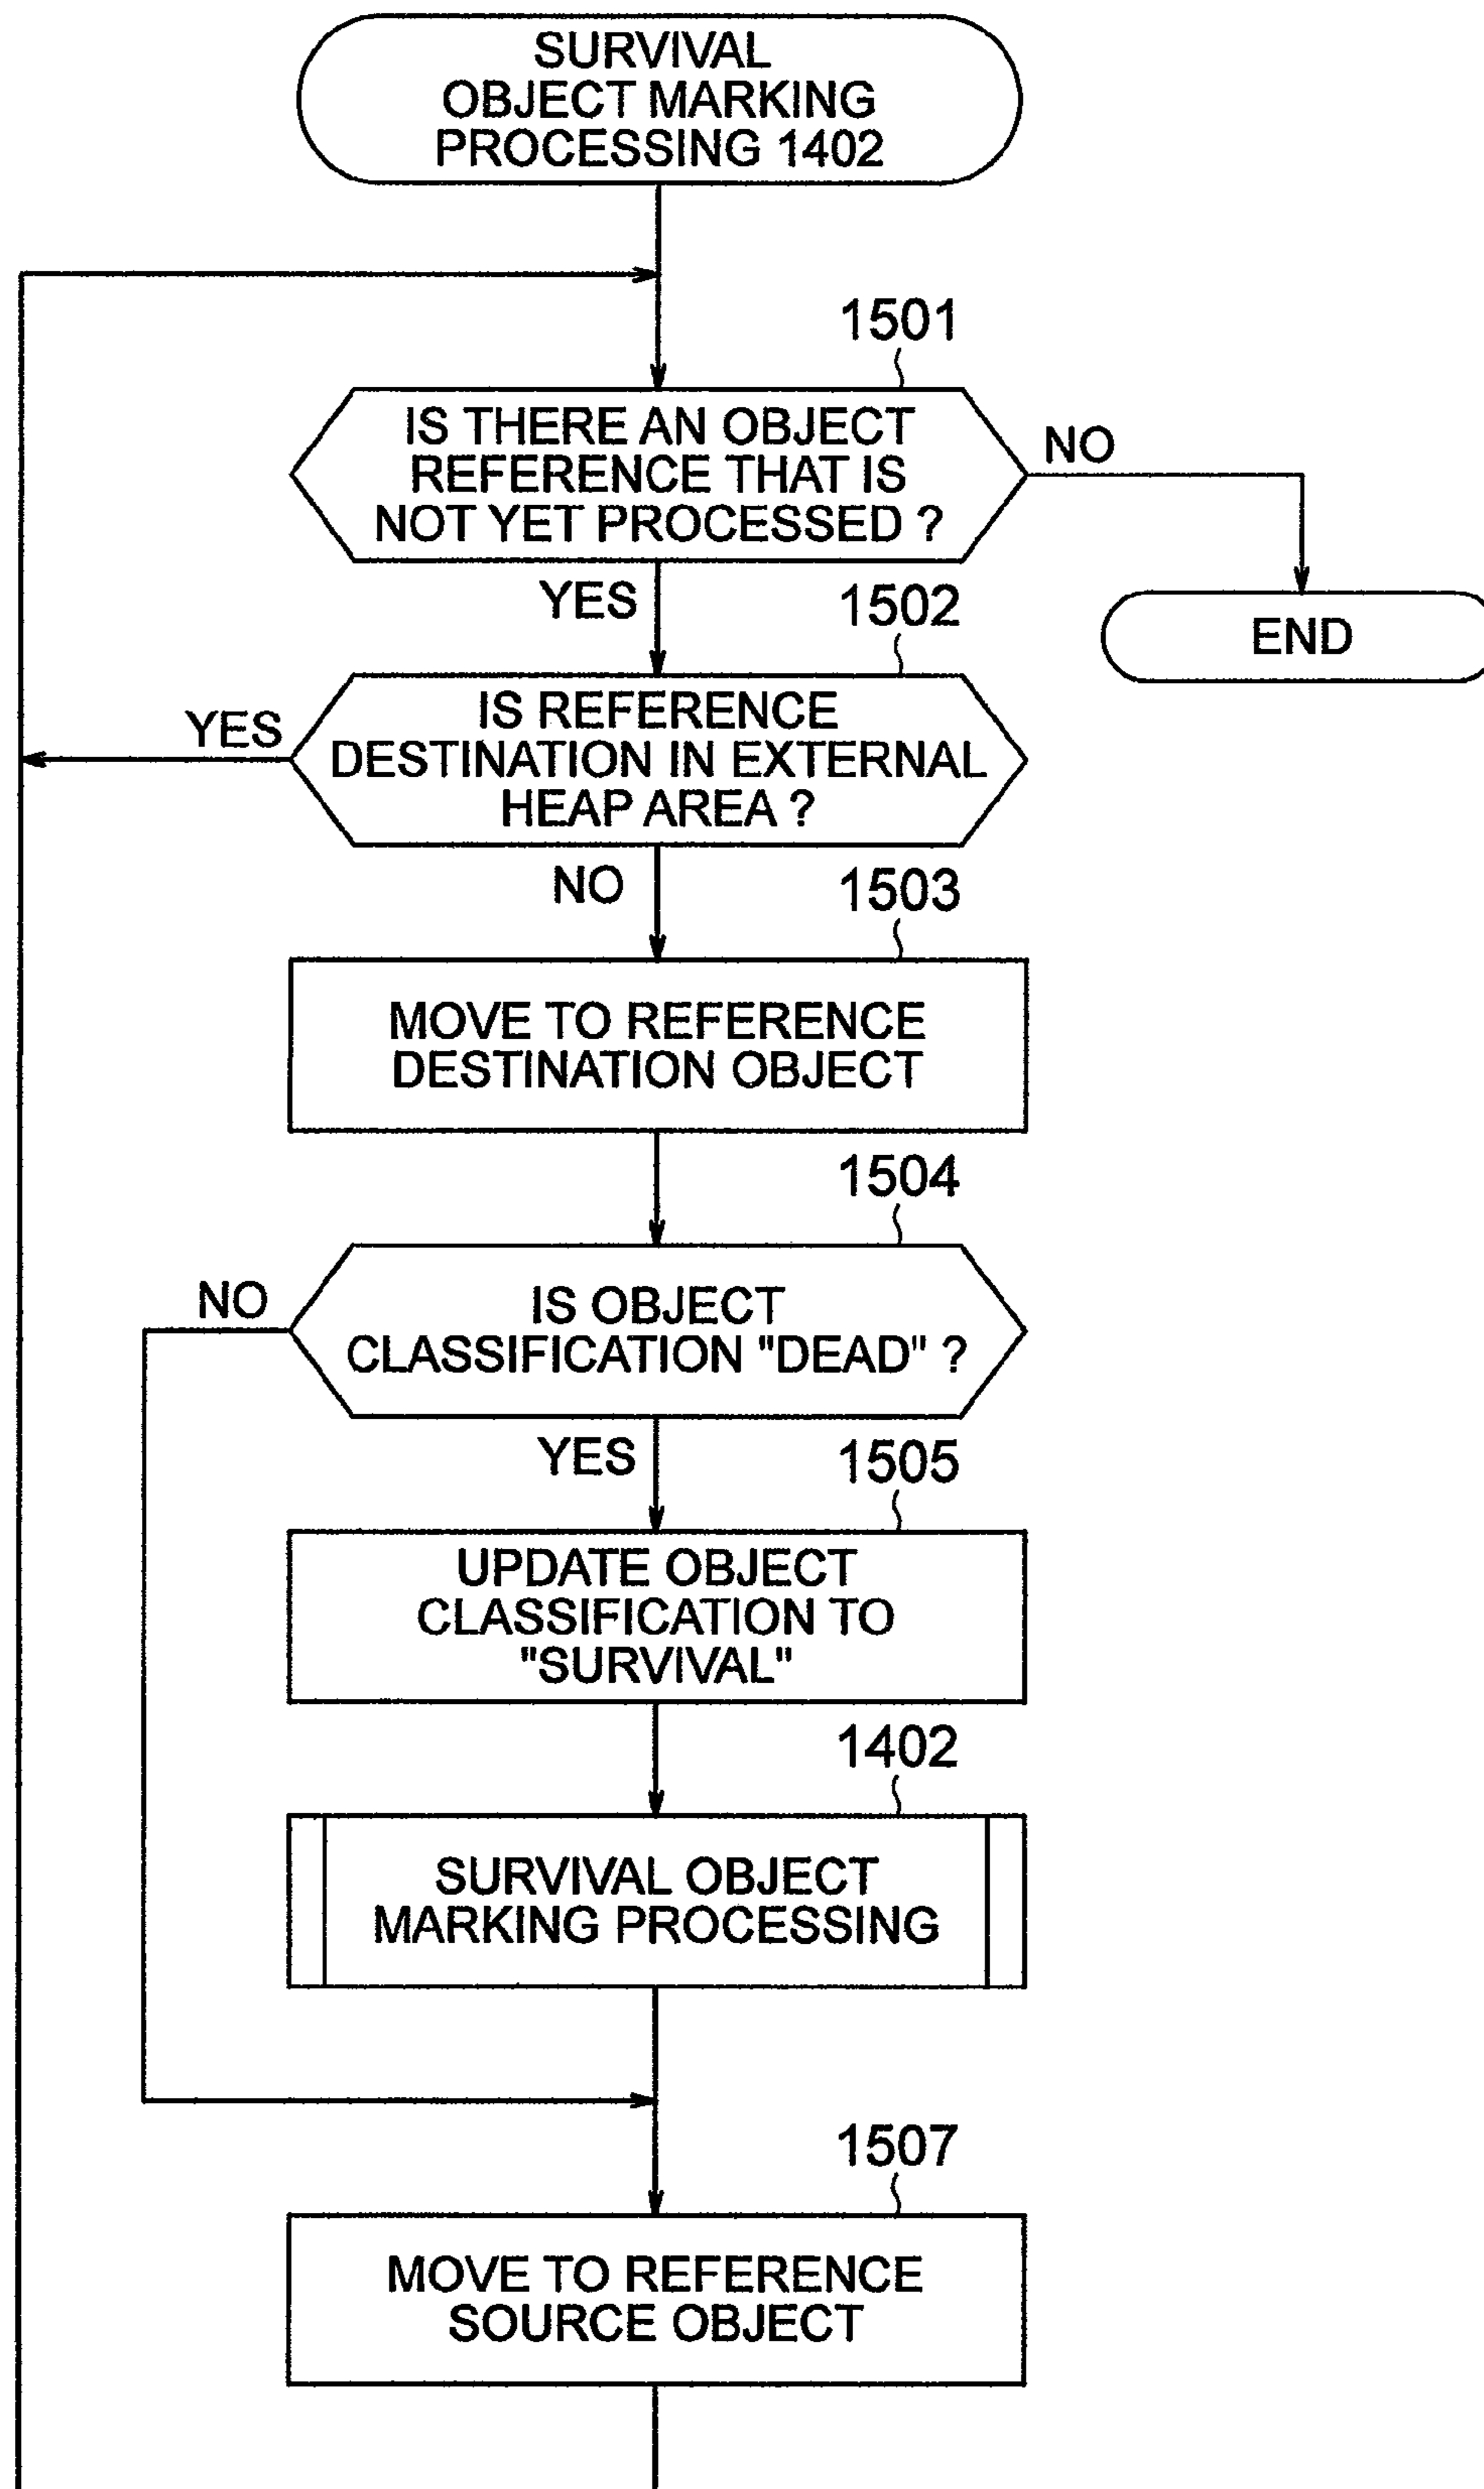 SURVIVAL
OBJECT MARKING
PROCESSING 1402
1501
IS THERE AN OBJECT
REFERENCE THAT IS
NOT YET PROCESSED ?
NO
YES
1502
END
IS REFERENCE
DESTINATION IN EXTERNAL
HEAP AREA ?
YES
NO
1503
MOVE TO REFERENCE
DESTINATION OBJECT
1504
NO
IS OBJECT
CLASSIFICATION "DEAD" ?
YES
1505
UPDATE OBJECT
CLASSIFICATION TO
"SURVIVAL"
1402
SURVIVAL OBJECT
MARKING PROCESSING
1507
MOVE TO REFERENCE
SOURCE OBJECT